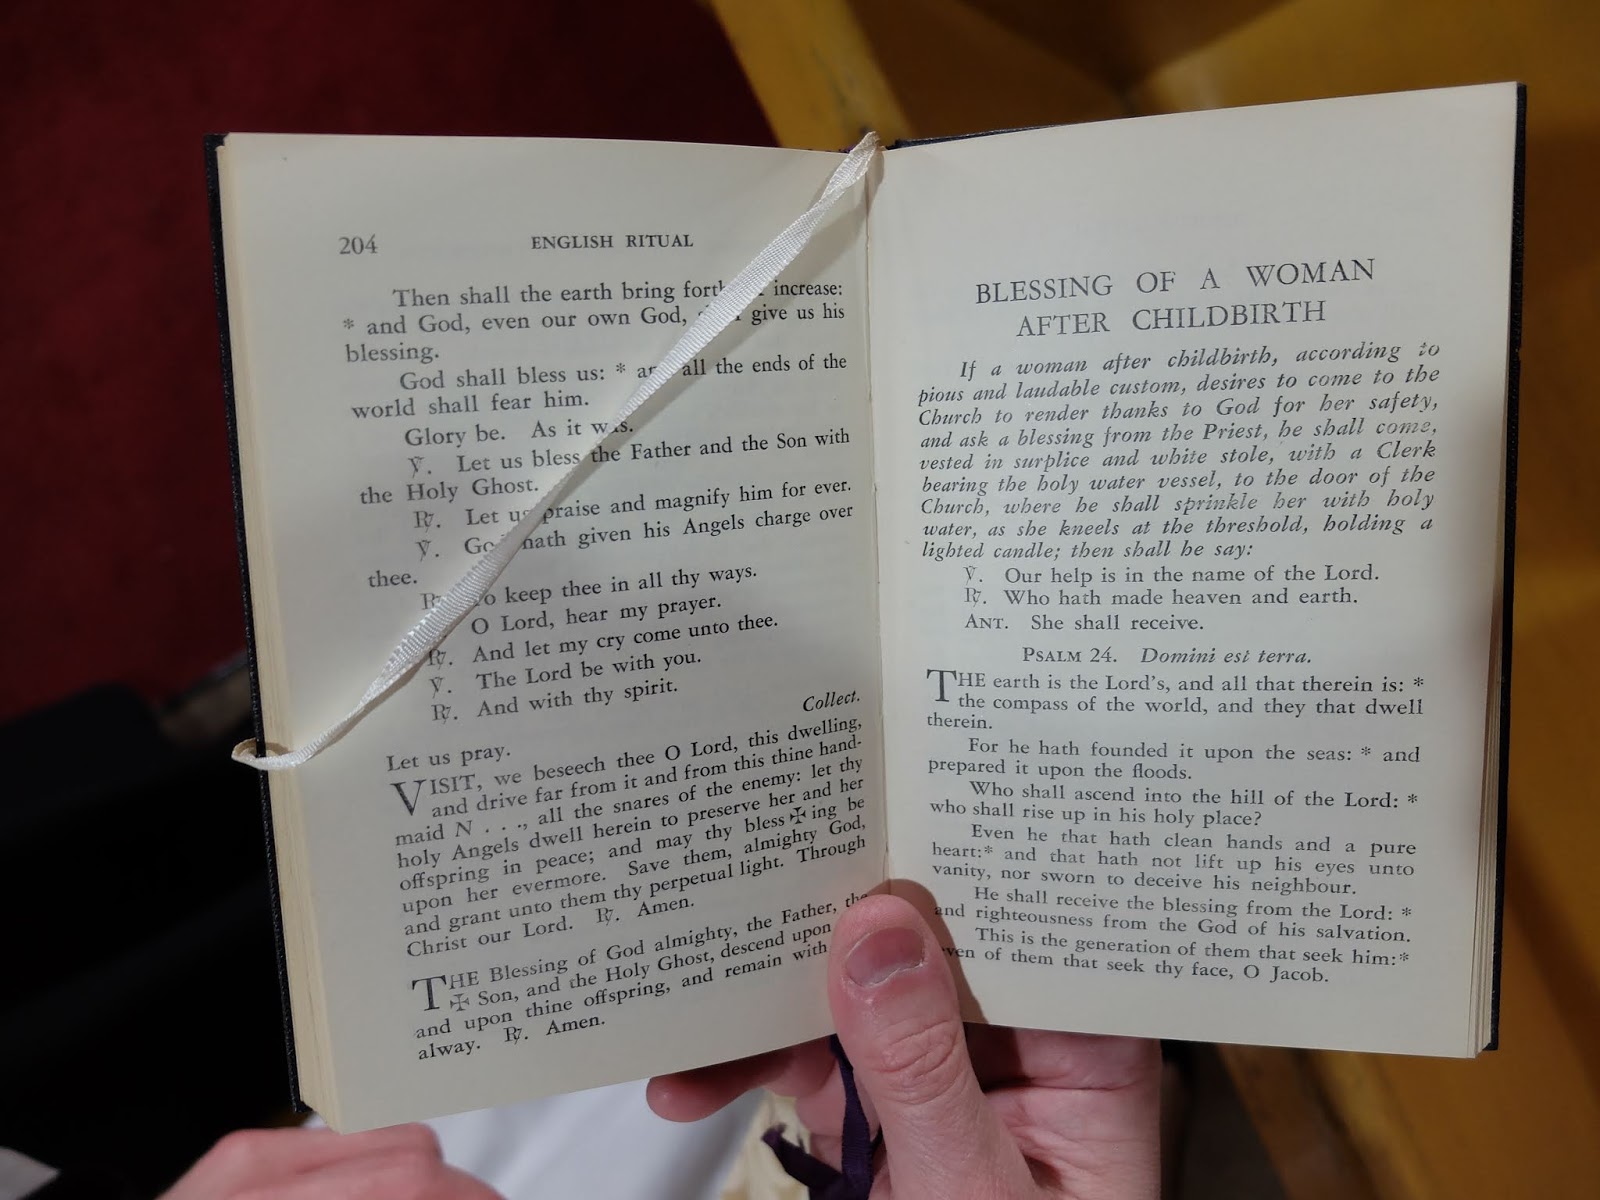 204 ENGLISH RITUAL
Then shall the earth bring forth increase:
* and God, even our own God, give us his
blessing.
God shall bless us: * all the ends of the
world shall fear him.
Glory be. As it was.
℣. Let us bless the Father and the Son with
the Holy Ghost.
℟. Let us praise and magnify him for ever.
℣. God hath given his Angels charge over
thee.
℟. To keep thee in all thy ways.
O Lord, hear my prayer.
℟. And let my cry come unto thee.
℣. The Lord be with you.
℟. And with thy spirit.
Collect.
Let us pray.
VISIT, we beseech thee O Lord, this dwelling,
and drive far from it and from this thine hand-
maid N . . ., all the snares of the enemy: let thy
holy Angels dwell herein to preserve her and her
offspring in peace; and may thy bless✠ing be
upon her evermore. Save them, almighty God,
and grant unto them thy perpetual light. Through
Christ our Lord. ℟. Amen.
THE Blessing of God almighty, the Father, the
✠ Son, and the Holy Ghost, descend upon
and upon thine offspring, and remain with
alway. ℟. Amen.
BLESSING OF A WOMAN
AFTER CHILDBIRTH
If a woman after childbirth, according to
pious and laudable custom, desires to come to the
Church to render thanks to God for her safety,
and ask a blessing from the Priest, he shall come,
vested in surplice and white stole, with a Clerk
bearing the holy water vessel, to the door of the
Church, where he shall sprinkle her with holy
water, as she kneels at the threshold, holding a
lighted candle; then shall he say:
℣. Our help is in the name of the Lord.
℟. Who hath made heaven and earth.
ANT. She shall receive.
PSALM 24. Domini est terra.
THE earth is the Lord's, and all that therein is: *
the compass of the world, and they that dwell
therein.
For he hath founded it upon the seas: * and
prepared it upon the floods.
Who shall ascend into the hill of the Lord: *
who shall rise up in his holy place?
Even he that hath clean hands and a pure
heart:* and that hath not lift up his eyes unto
vanity, nor sworn to deceive his neighbour.
He shall receive the blessing from the Lord: *
and righteousness from the God of his salvation.
This is the generation of them that seek him:*
even of them that seek thy face, O Jacob.